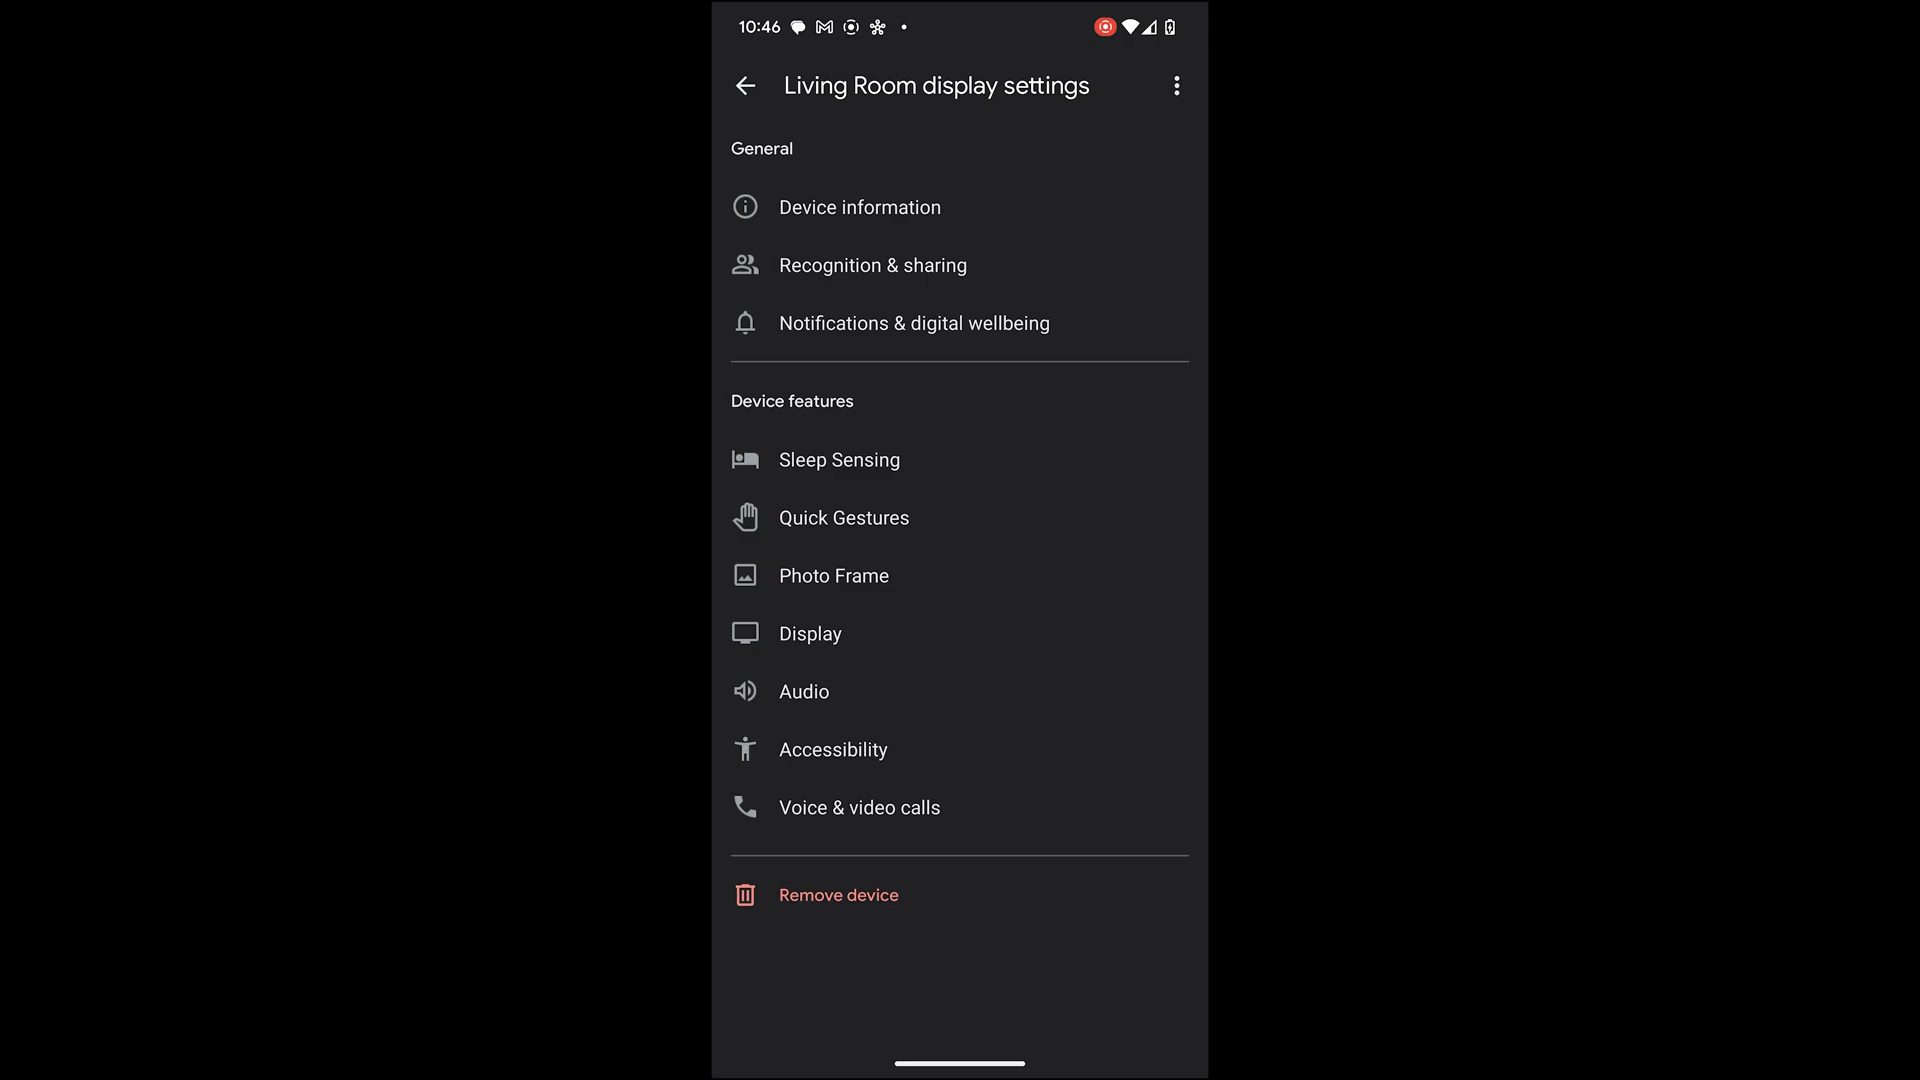 10:46
Living Room display settings
General
Device information
Recognition & sharing
Notifications & digital wellbeing
Device features
Sleep Sensing
Quick Gestures
Photo Frame
Display
Audio
Accessibility
Voice & video calls
Remove device